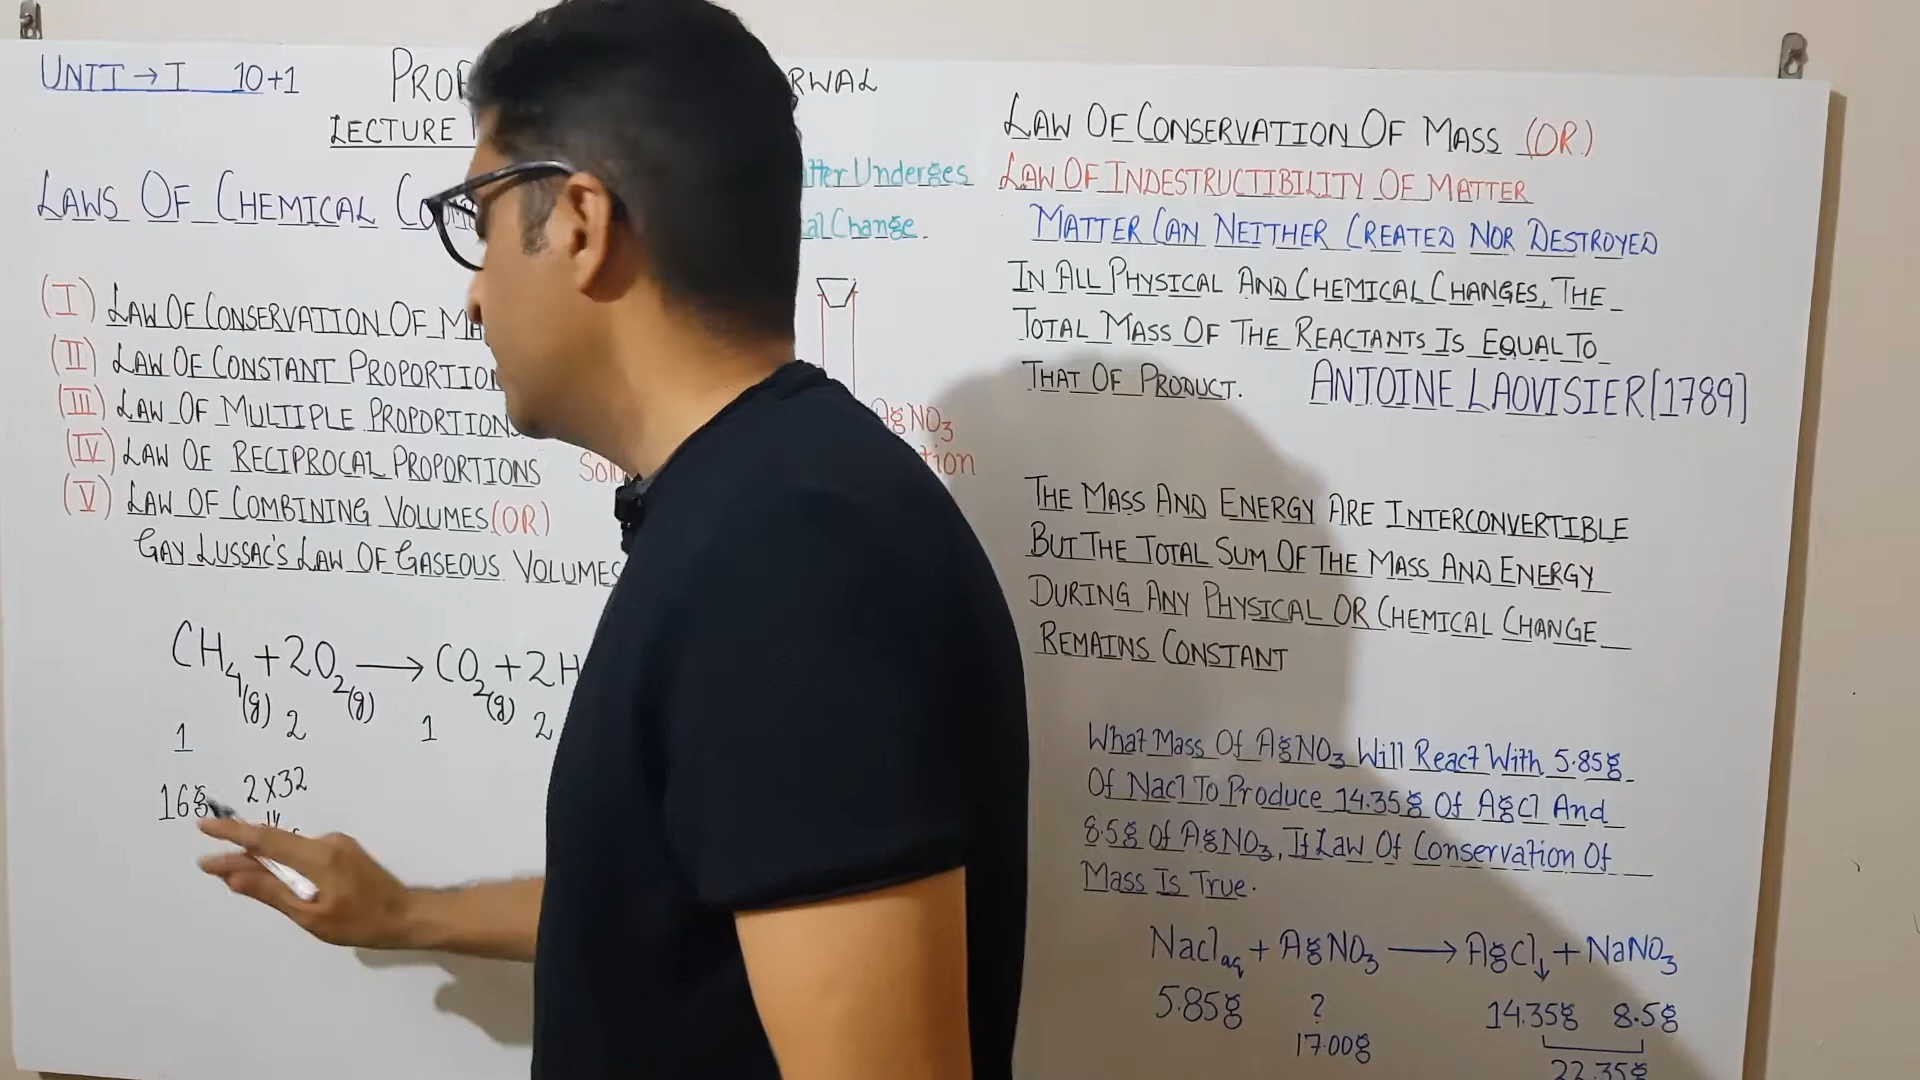 UNIT → I 10+1
PROF RWAL
LECTURE
LAWS OF CHEMICAL COMB
(I) LAW OF CONSERVATION OF MA
(II) LAW OF CONSTANT PROPORTION
(III) LAW OF MULTIPLE PROPORTION
(IV) LAW OF RECIPROCAL PROPORTIONS
(V) LAW OF COMBINING VOLUMES (OR)
GAY LUSSAC'S LAW OF GASEOUS VOLUMES
CH4(g) + 2O2(g) ⟶ CO2(g) + 2H
1 2 1 2
16g 2x32
tter Underges
cal Change.
AgNO3
Solu tion
LAW OF CONSERVATION OF MASS (OR)
LAW OF INDESTRUCTIBILITY OF MATTER
MATTER CAN NEITHER CREATED NOR DESTROYED
IN ALL PHYSICAL AND CHEMICAL CHANGES, THE
TOTAL MASS OF THE REACTANTS IS EQUAL TO
THAT OF PRODUCT. ANTOINE LAOVISIER [1789]
THE MASS AND ENERGY ARE INTERCONVERTIBLE
BUT THE TOTAL SUM OF THE MASS AND ENERGY
DURING ANY PHYSICAL OR CHEMICAL CHANGE
REMAINS CONSTANT
What Mass Of AgNO3 Will React With 5.85g
Of Nacl To Produce 14.35g Of AgCl And
8.5g Of AgNO3, If Law Of Conservation Of
Mass Is True.
Naclaq + AgNO3 ⟶ AgCl↓ + NaNO3
5.85g ? 14.35g 8.5g
17.00g
22.35g